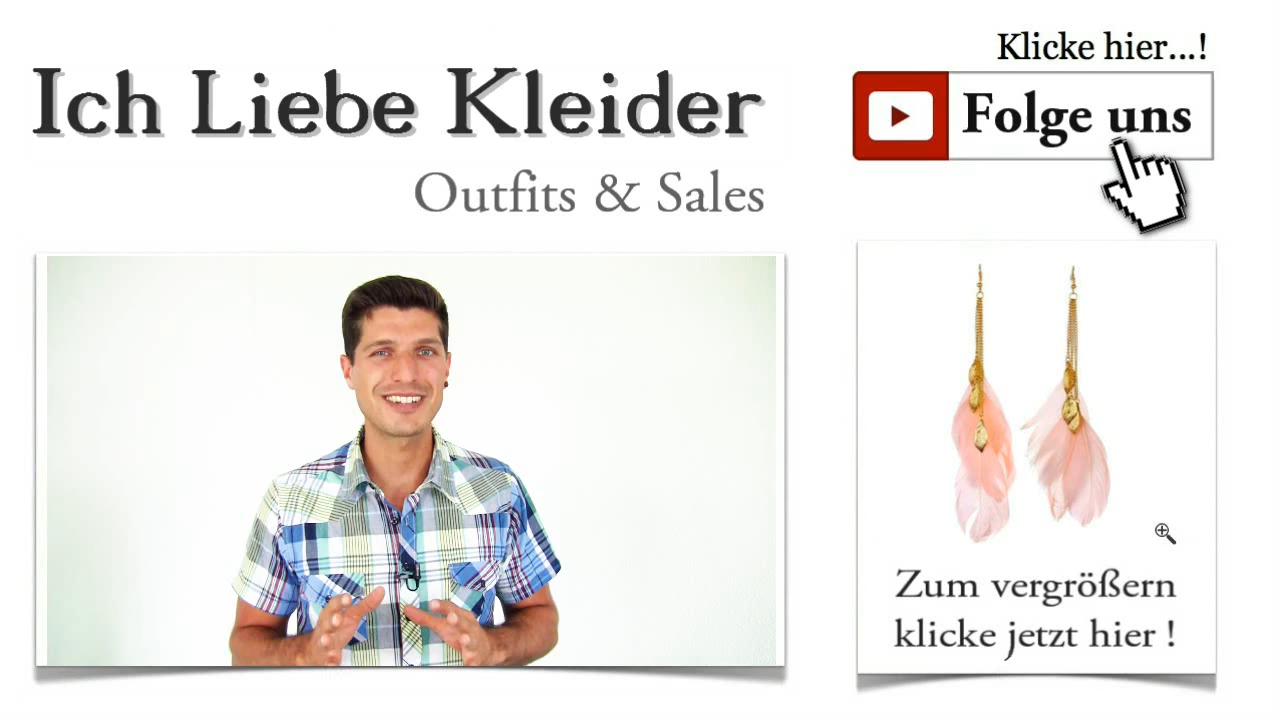 Ich Liebe Kleider
Outfits & Sales
Klicke hier...!
Folge uns
Zum vergrößern
klicke jetzt hier !